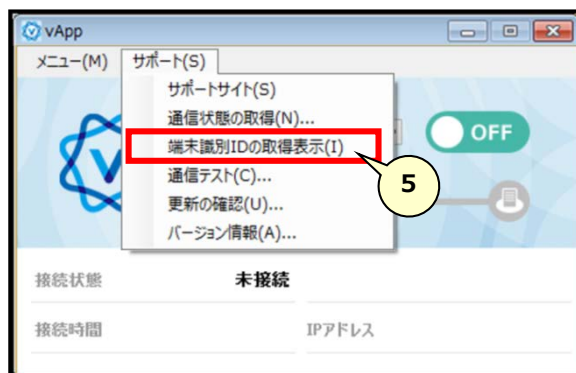 vApp
メニュー(M) サポート(S)
サポートサイト(S)
通信状態の取得(N)...
端末識別IDの取得表示(I)
通信テスト(C)...
更新の確認(U)...
バージョン情報(A)...
OFF
5
接続状態 未接続
接続時間 IPアドレス